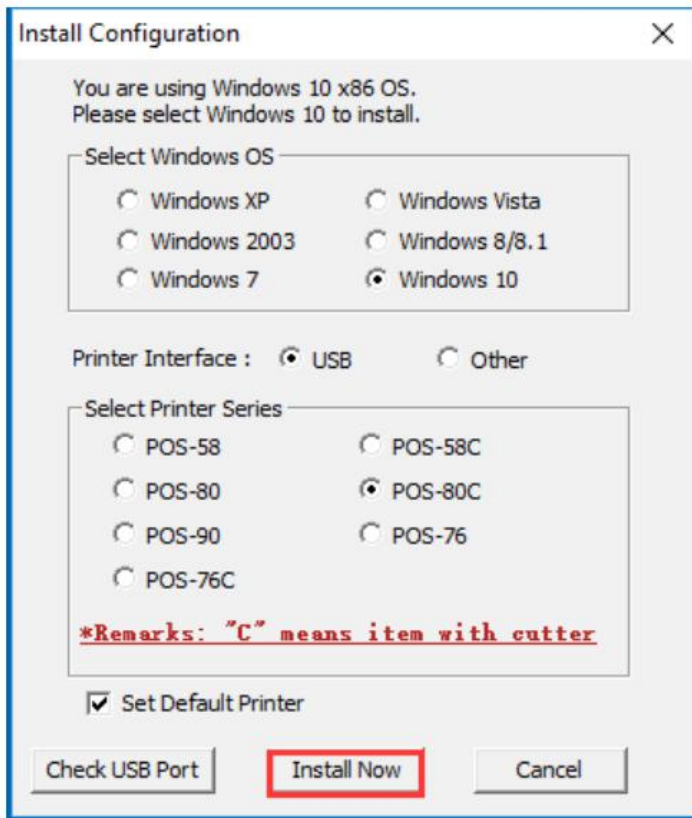 Install Configuration
You are using Windows 10 x86 OS.
Please select Windows 10 to install.
Select Windows OS
Windows XP Windows Vista
Windows 2003 Windows 8/8.1
Windows 7 Windows 10
Printer Interface : USB Other
Select Printer Series
POS-58 POS-58C
POS-80 POS-80C
POS-90 POS-76
POS-76C
*Remarks: "C" means item with cutter
Set Default Printer
Check USB Port Install Now Cancel